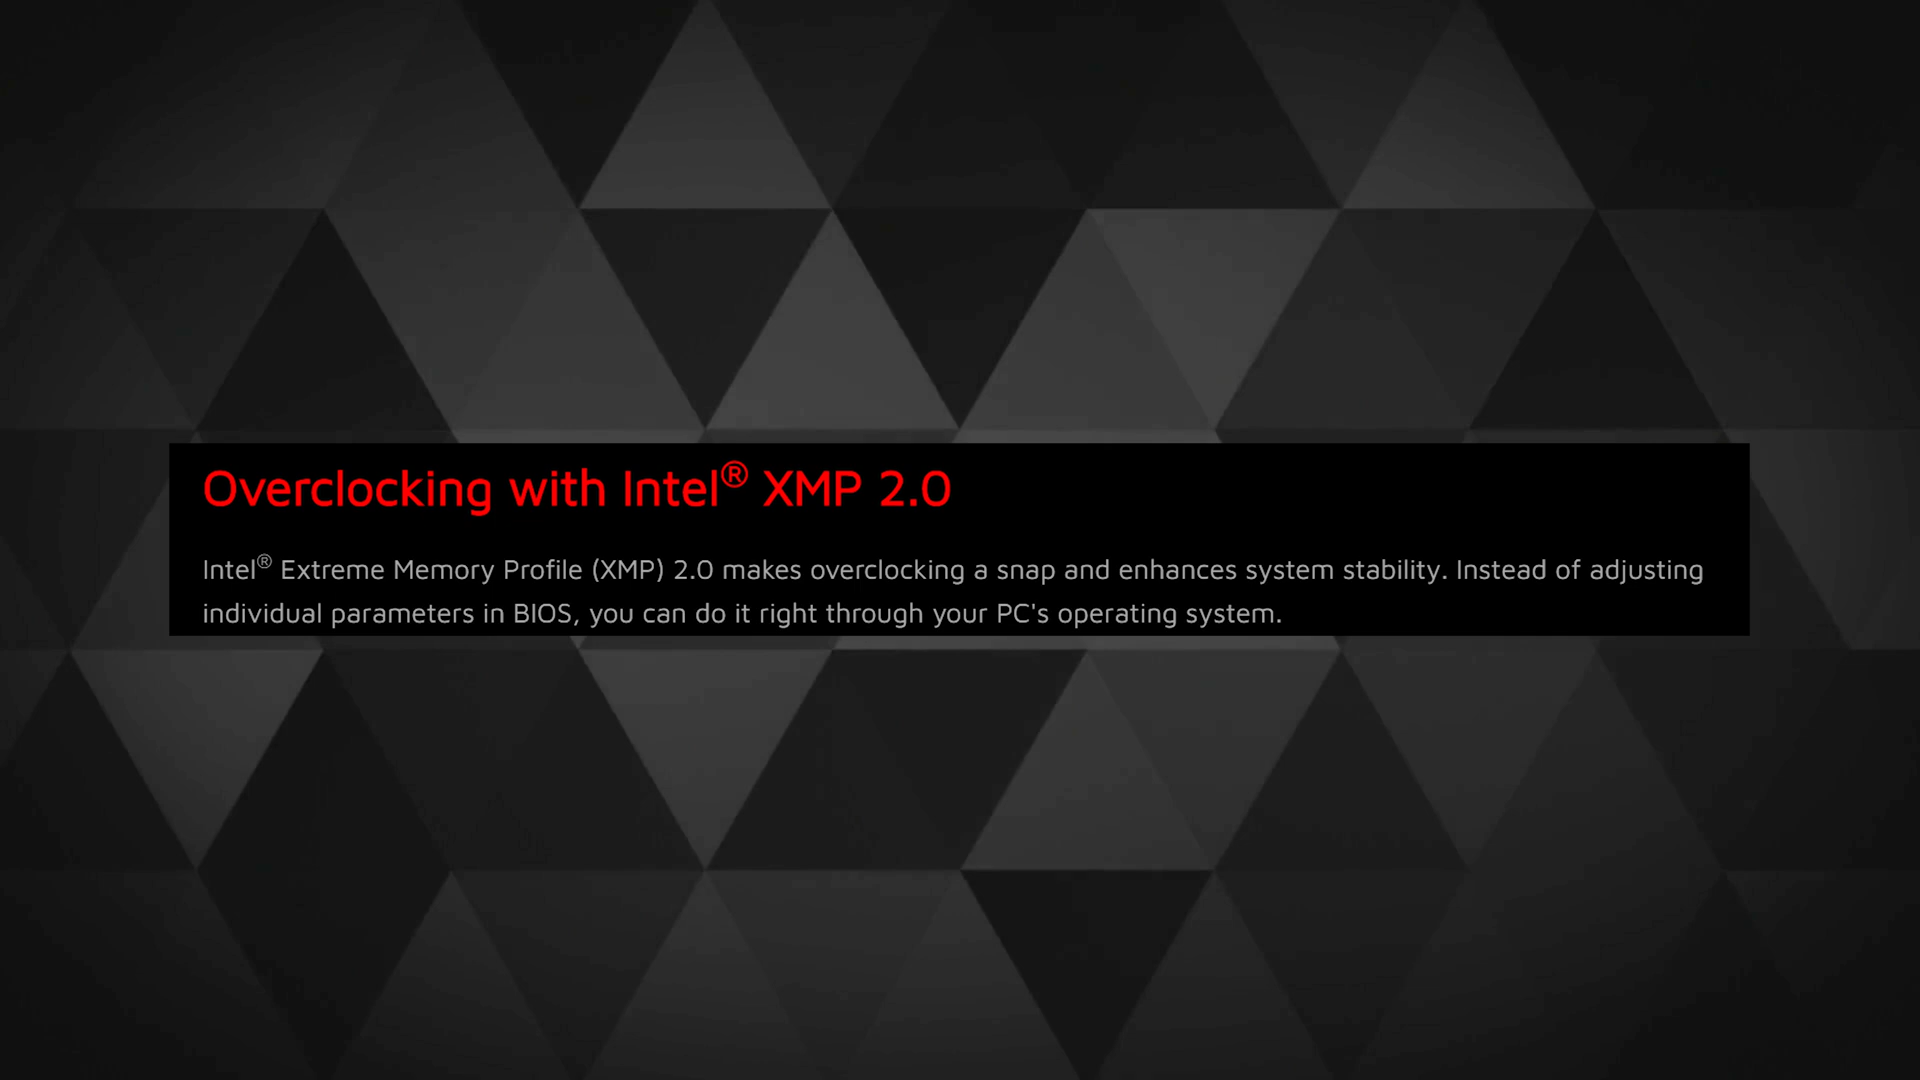 Overclocking with Intel® XMP 2.0
Intel® Extreme Memory Profile (XMP) 2.0 makes overclocking a snap and enhances system stability. Instead of adjusting
individual parameters in BIOS, you can do it right through your PC's operating system.